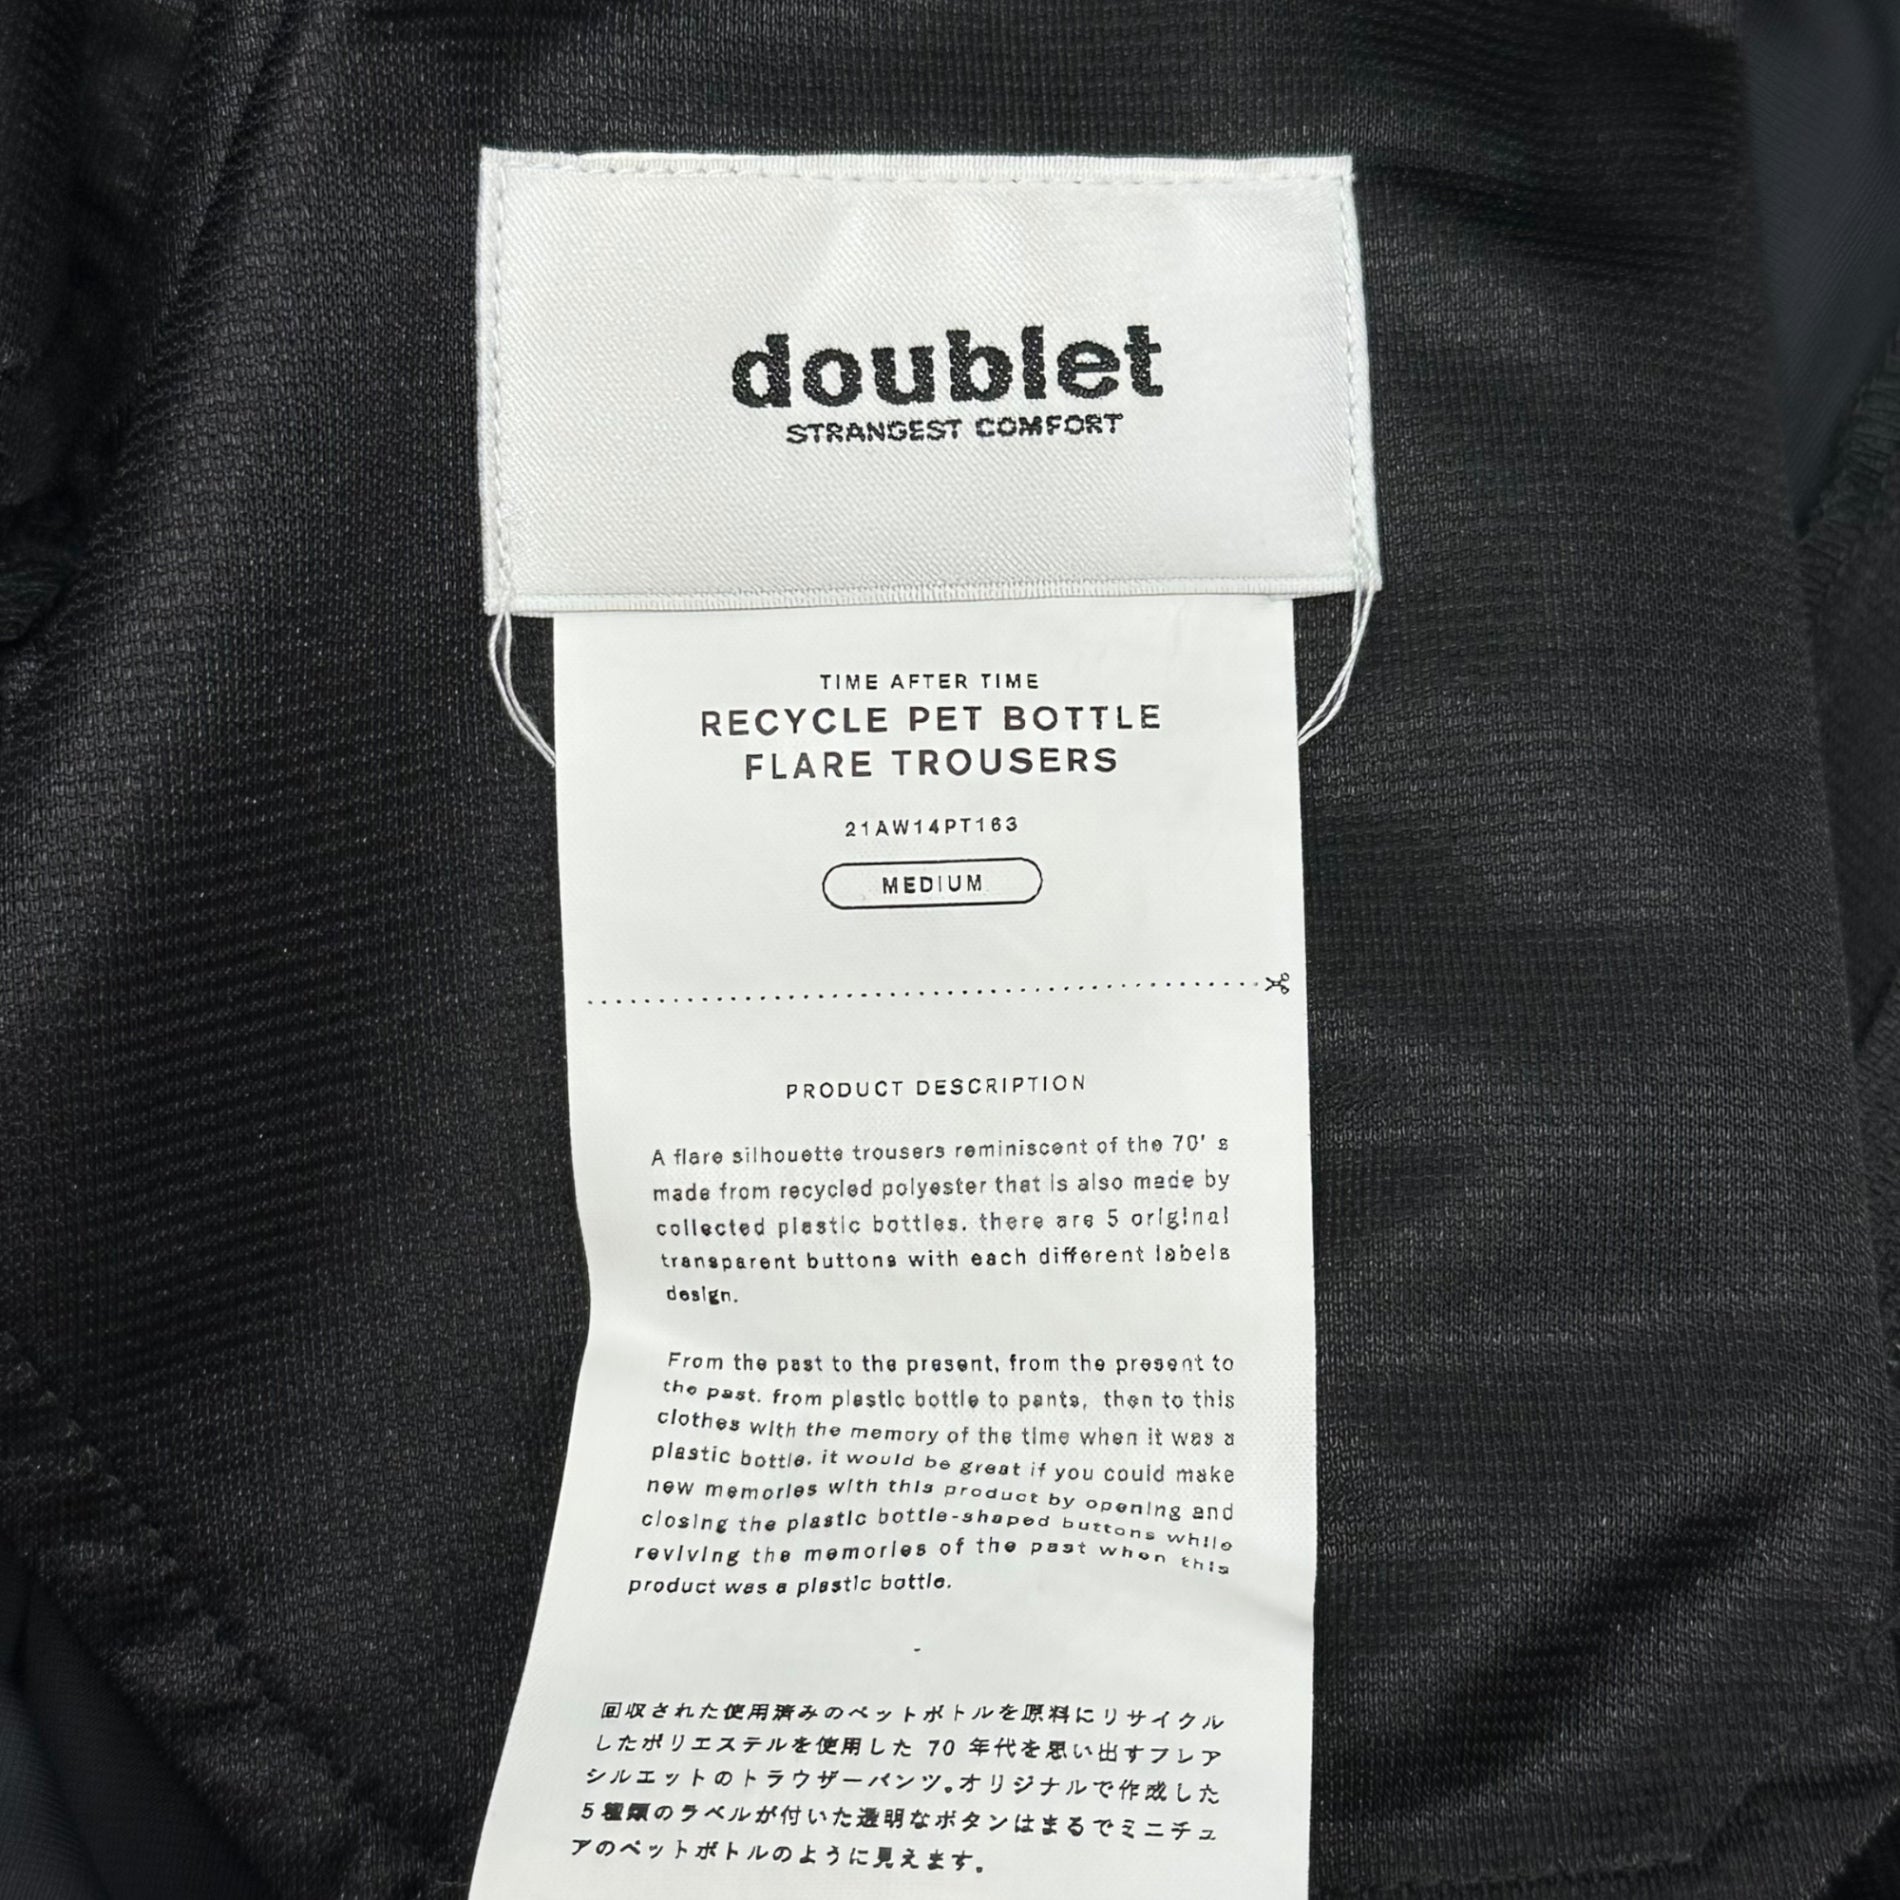 doublet
STRANGEST COMFORT
TIME AFTER TIME
RECYCLE PET BOTTLE
FLARE TROUSERS
21AW14PT163
MEDIUM
PRODUCT DESCRIPTION
A flare silhouette trousers reminiscent of the 70' s
made from recycled polyester that is also made by
collected plastic bottles. there are 5 original
transparent buttons with each different labels
design.
From the past to the present, from the present to
the past. from plastic bottle to pants, then to this
clothes with the memory of the time when it was a
plastic bottle. it would be great if you could make
new memories with this product by opening and
closing the plastic bottle-shaped buttons while
reviving the memories of the past when this
product was a plastic bottle.
-
回収された使用済みのペットボトルを原料にリサイクル
したポリエステルを使用した 70 年代を思い出すフレア
シルエットのトラウザーパンツ。オリジナルで作成した
5種類のラベルが付いた透明なボタンはまるでミニチュ
アのペットボトルのように見えます。